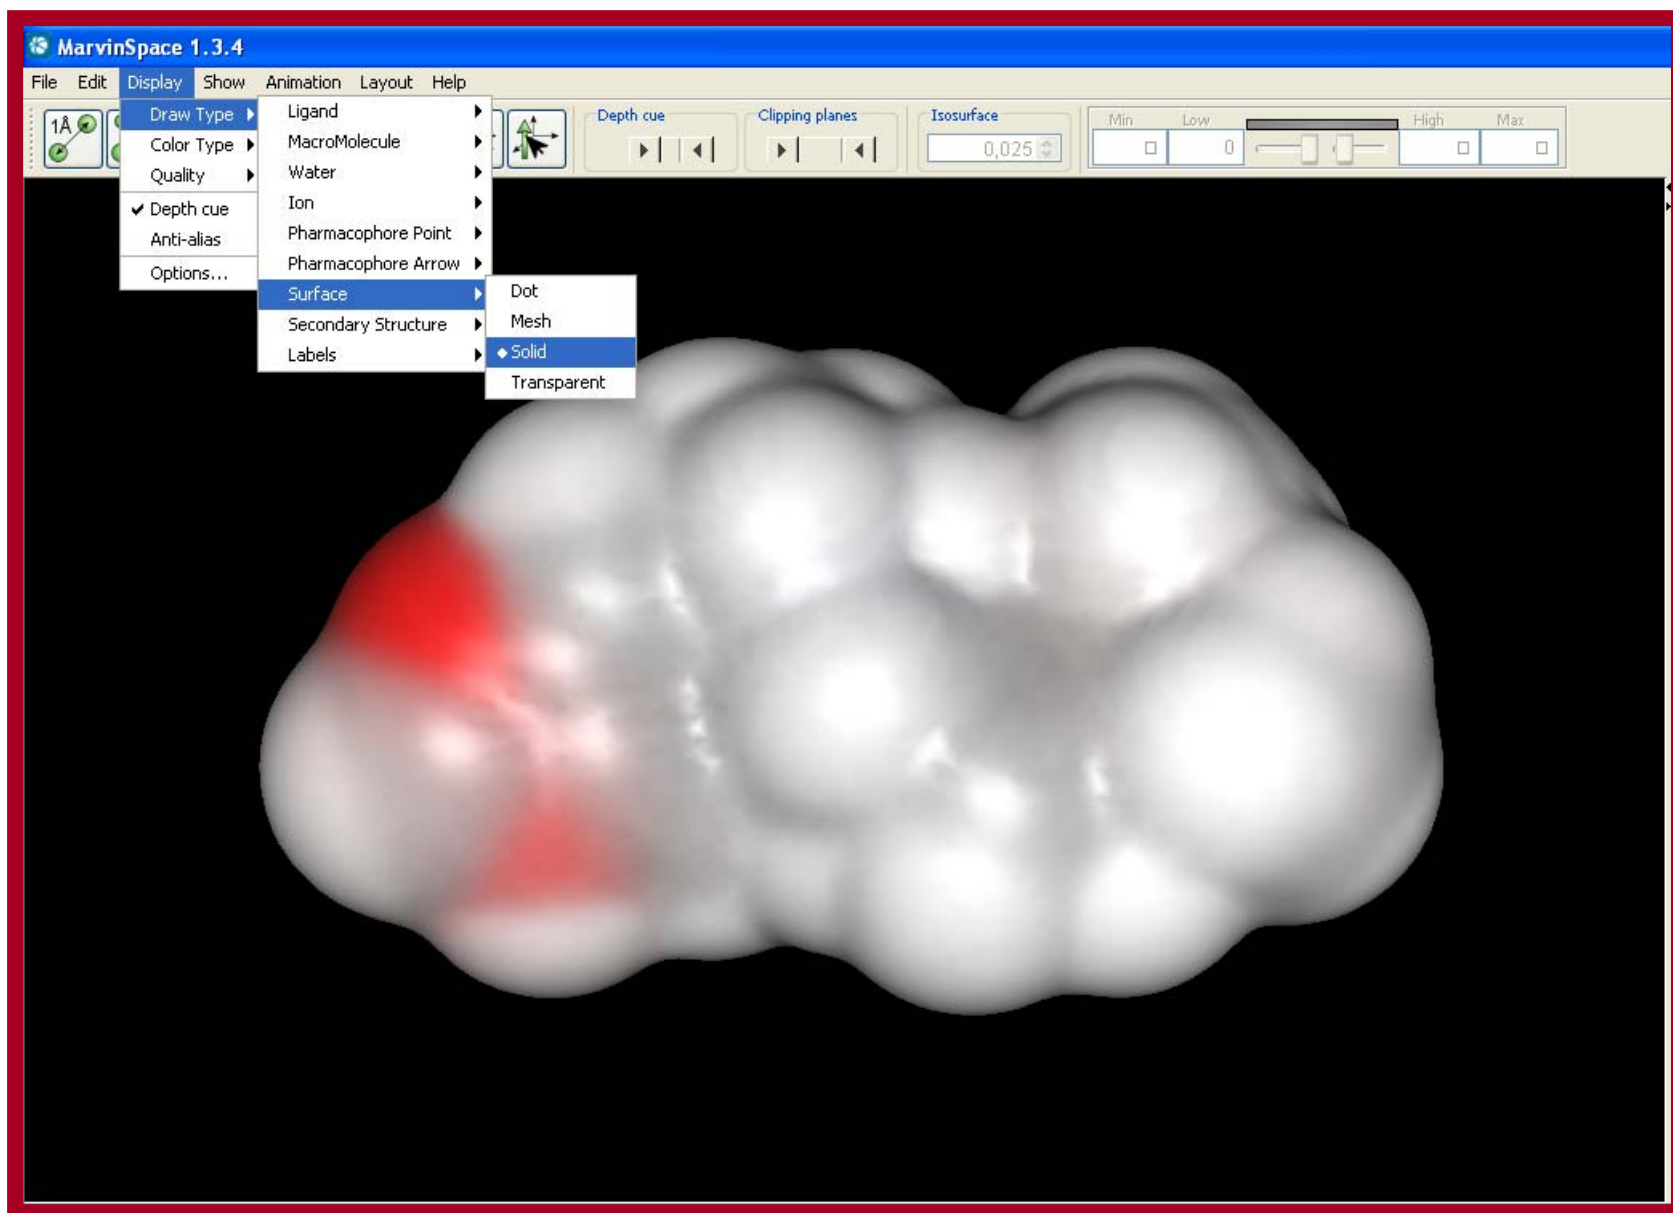 MarvinSpace 1.3.4
File Edit Display Show Animation Layout Help
1Å
Depth cue
Clipping planes
Isosurface
0,025
Min Low High Max
0
Draw Type
Color Type
Quality
Depth cue
Anti-alias
Options...
Ligand
MacroMolecule
Water
Ion
Pharmacophore Point
Pharmacophore Arrow
Surface
Secondary Structure
Labels
Dot
Mesh
Solid
Transparent